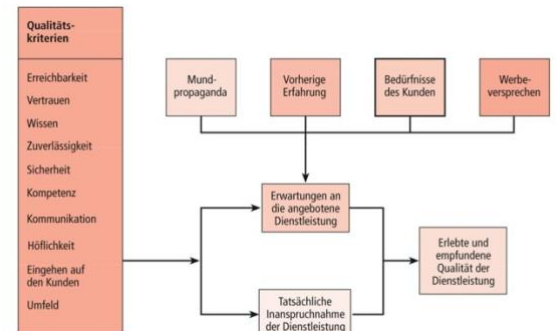 Qualitäts-
kriterien
Erreichbarkeit
Vertrauen
Wissen
Zuverlässigkeit
Sicherheit
Kompetenz
Kommunikation
Höflichkeit
Eingehen auf
den Kunden
Umfeld
Mund-
propaganda
Vorherige
Erfahrung
Bedürfnisse
des Kunden
Werbe-
versprechen
Erwartungen an
die angebotene
Dienstleistung
Erlebte und
empfundene
Qualität der
Dienstleistung
Tatsächliche
Inanspruchnahme
der Dienstleistung